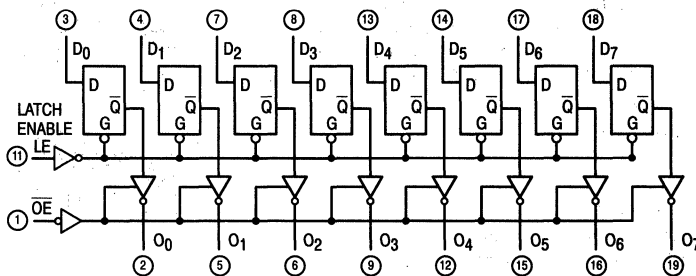 3 4 7 8 13 14 17 18
D0 D1 D2 D3 D4 D5 D6 D7
D D D D D D D D
Q̅ Q̅ Q̅ Q̅ Q̅ Q̅ Q̅ Q̅
G G G G G G G G
LATCH
ENABLE
LE
11
O̅E̅
1
O0 O1 O2 O3 O4 O5 O6 O7
2 5 6 9 12 15 16 19